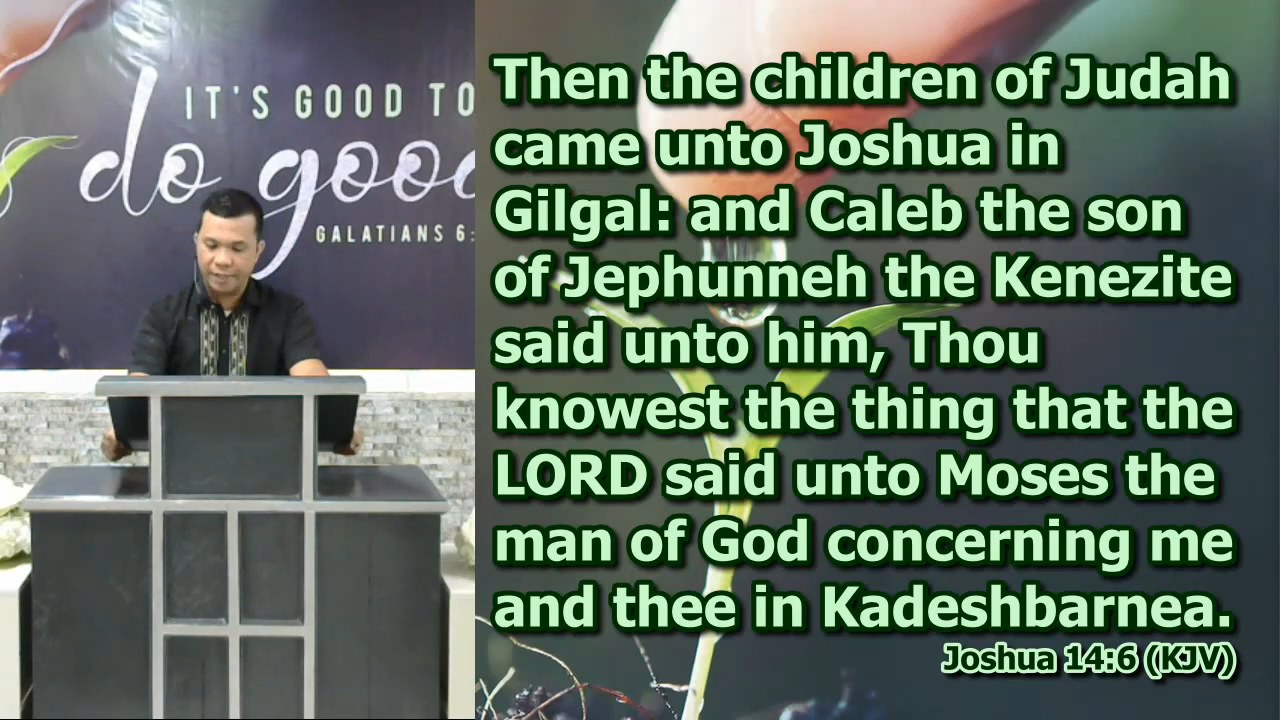 IT'S GOOD TO
do good
GALATIANS 6:
Then the children of Judah
came unto Joshua in
Gilgal: and Caleb the son
of Jephunneh the Kenezite
said unto him, Thou
knowest the thing that the
LORD said unto Moses the
man of God concerning me
and thee in Kadeshbarnea.
Joshua 14:6 (KJV)